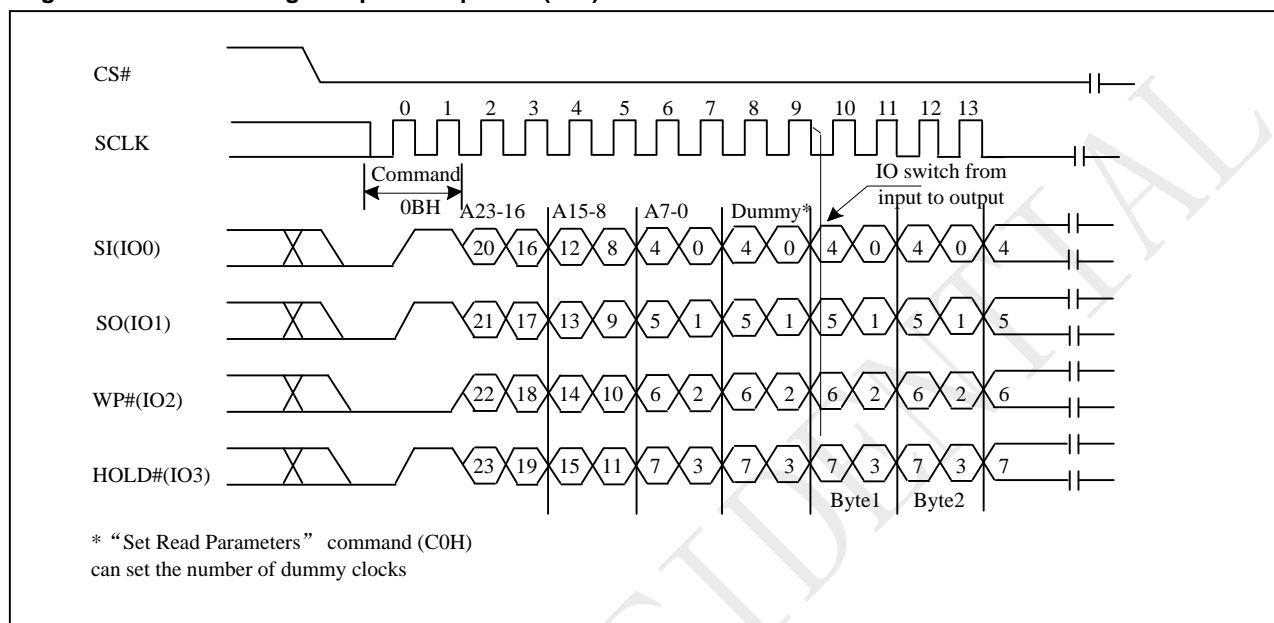 CS#
0 1 2 3 4 5 6 7 8 9 10 11 12 13
SCLK
Command
IO switch from
input to output
0BH
A23-16 A15-8 A7-0 Dummy*
SI(IO0) 20 16 12 8 4 0 4 0 4 0 4 0 4
SO(IO1) 21 17 13 9 5 1 5 1 5 1 5 1 5
WP#(IO2) 22 18 14 10 6 2 6 2 6 2 6 2 6
HOLD#(IO3) 23 19 15 11 7 3 7 3 7 3 7 3 7
Byte1 Byte2
* “Set Read Parameters” command (C0H)
can set the number of dummy clocks